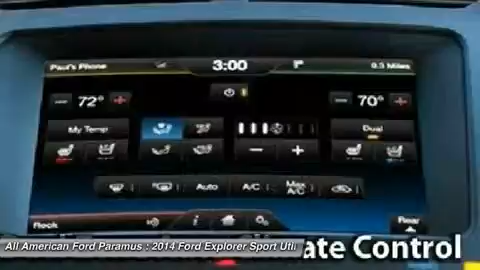 Paul's Phone 3:00 0.3 Miles
72° 70°
My Temp Dual
Auto A/C Max A/C
Rock Rear
All American Ford Paramus : 2014 Ford Explorer Sport Util
ate Control